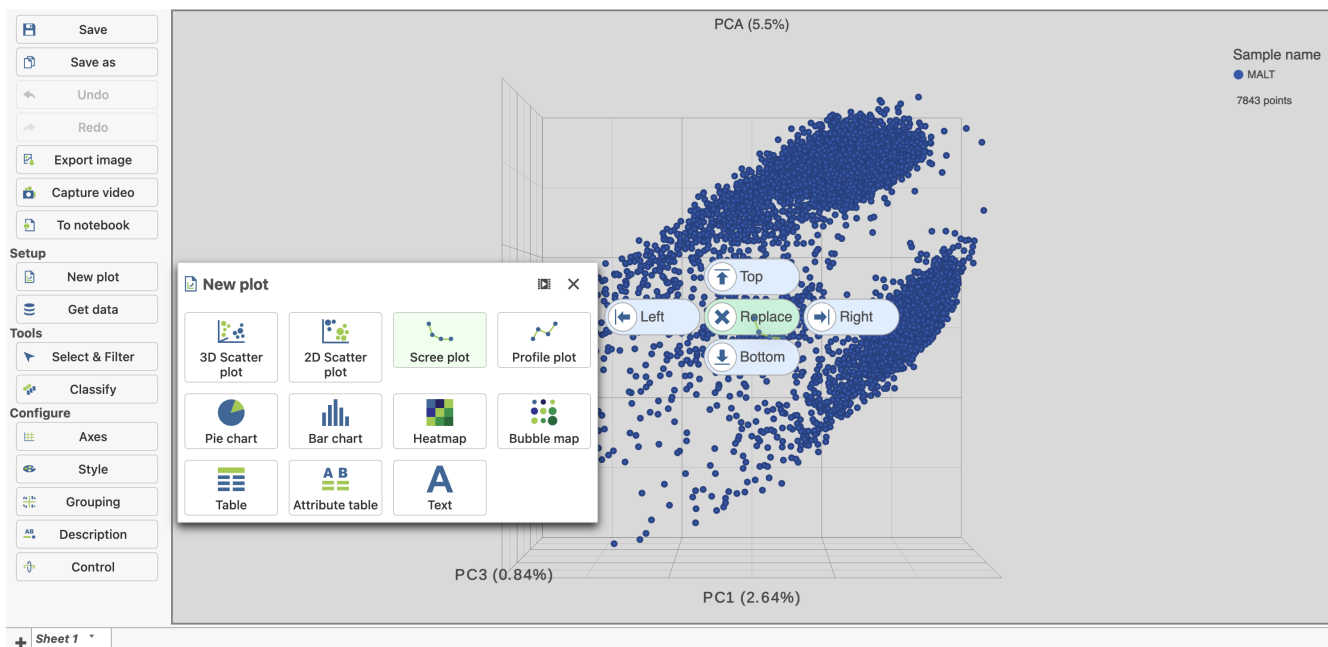 Save
Save as
Undo
Redo
Export image
Capture video
To notebook
Setup
New plot
Get data
Tools
Select & Filter
Classify
Configure
Axes
Style
Grouping
Description
Control
New plot
3D Scatter
plot
2D Scatter
plot
Scree plot
Profile plot
Pie chart
Bar chart
Heatmap
Bubble map
Table
A B
Attribute table
A
Text
PCA (5.5%)
Sample name
MALT
7843 points
Top
Left
Replace
Right
Bottom
PC3 (0.84%)
PC1 (2.64%)
Sheet 1